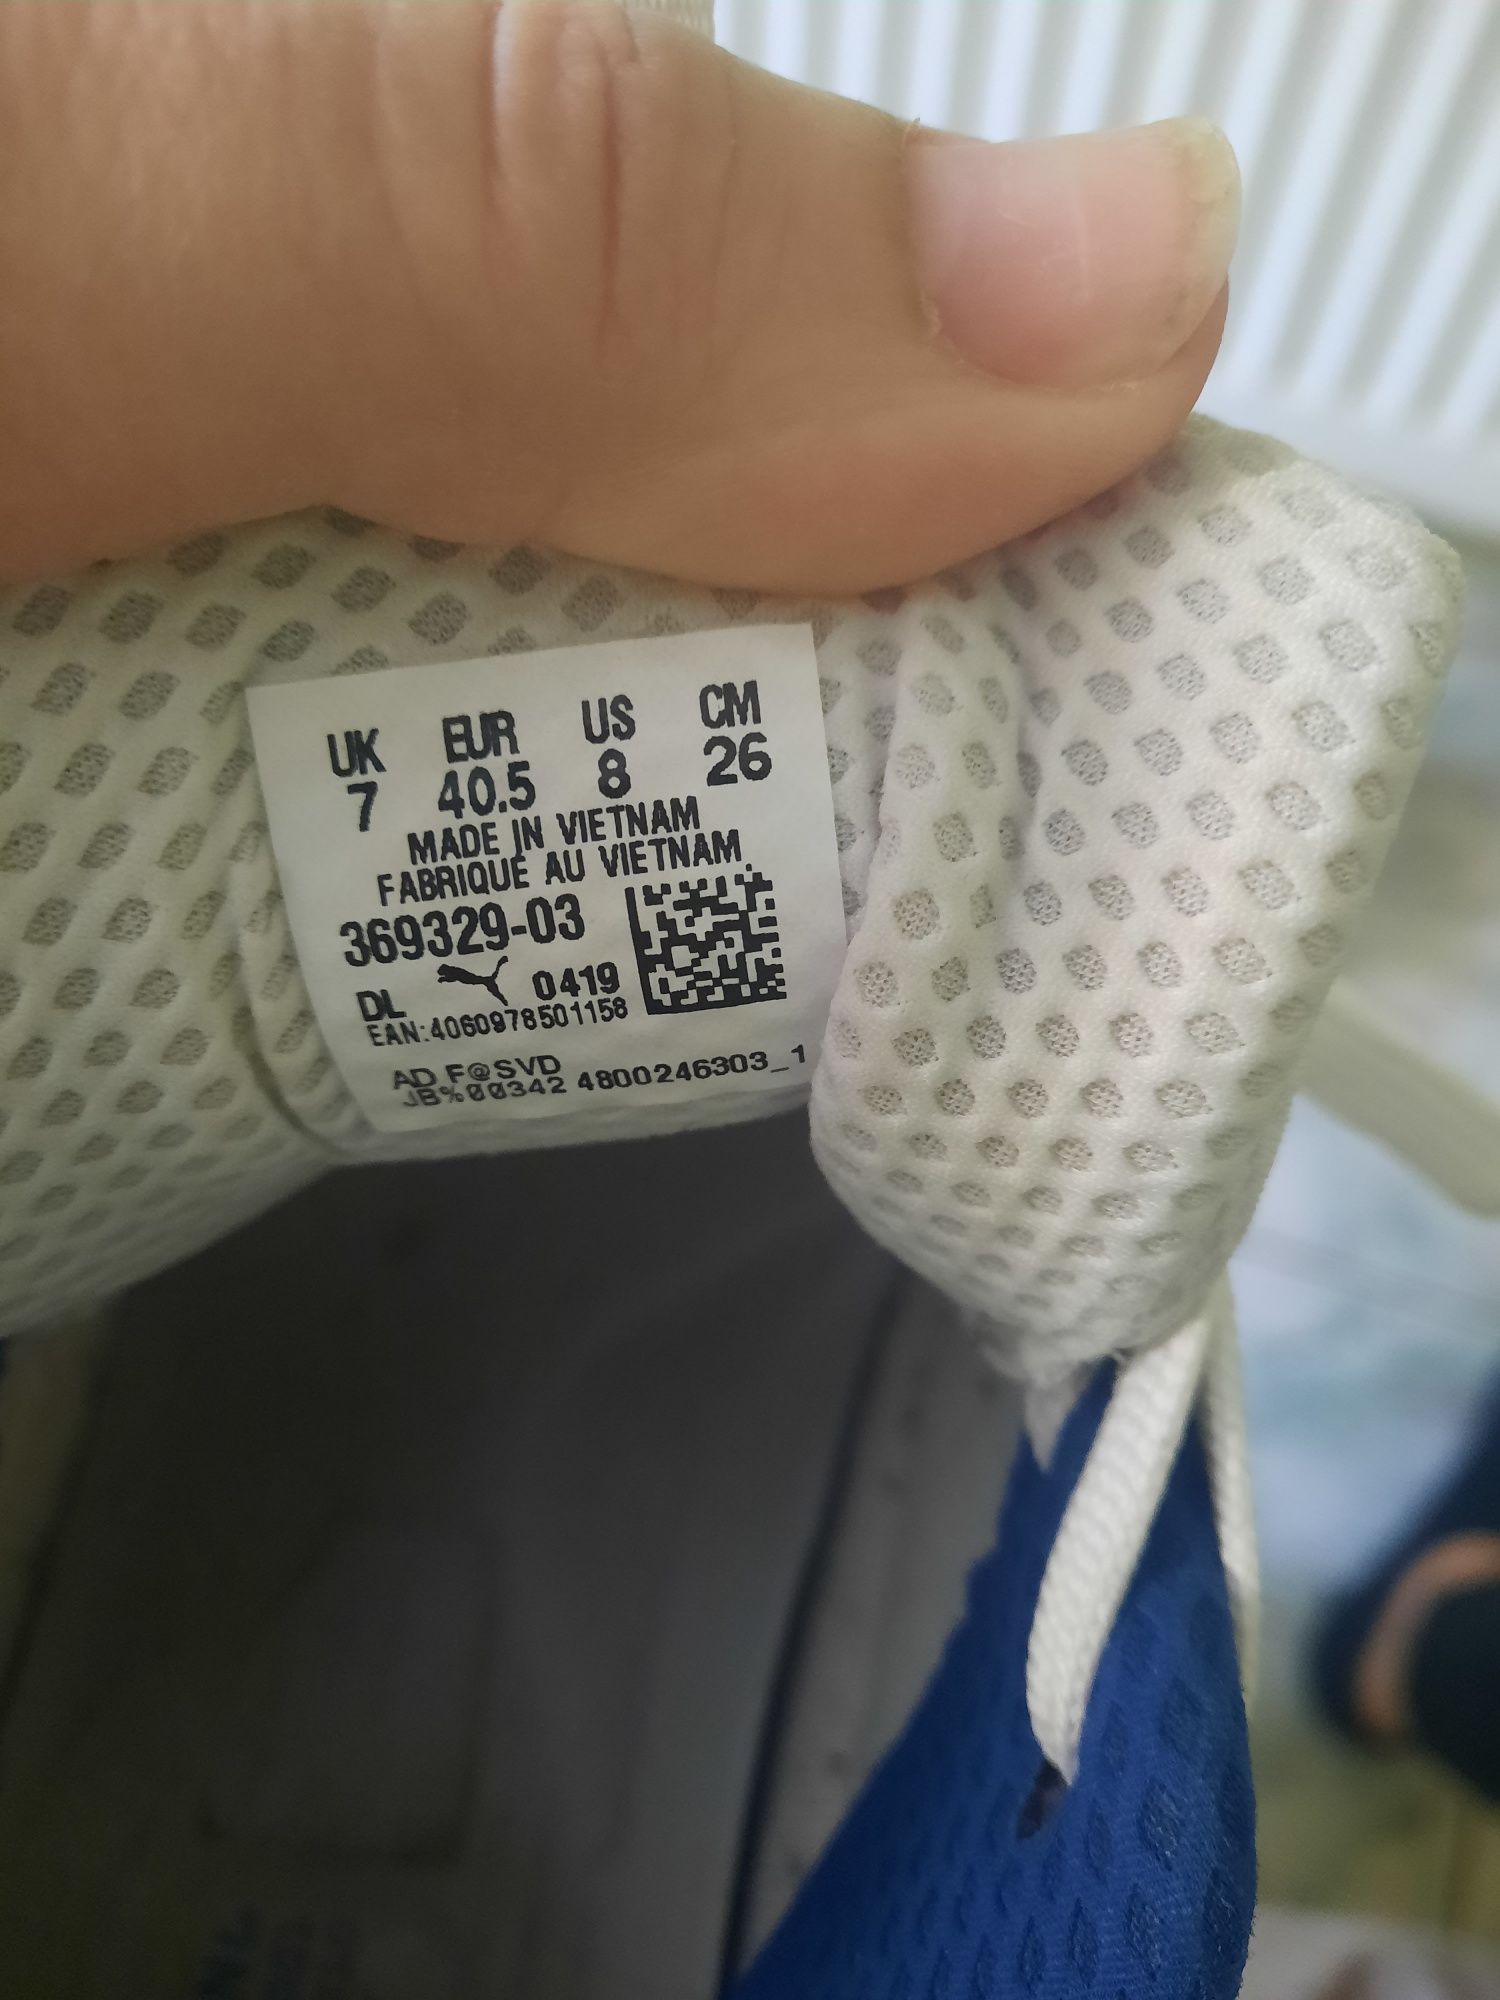 UK EUR US CM
7 40.5 8 26
MADE IN VIETNAM
FABRIQUÉ AU VIETNAM
369329-03
DL 0419
EAN:4060978501158
AD F@SVD
JB%00342 4800246303_1